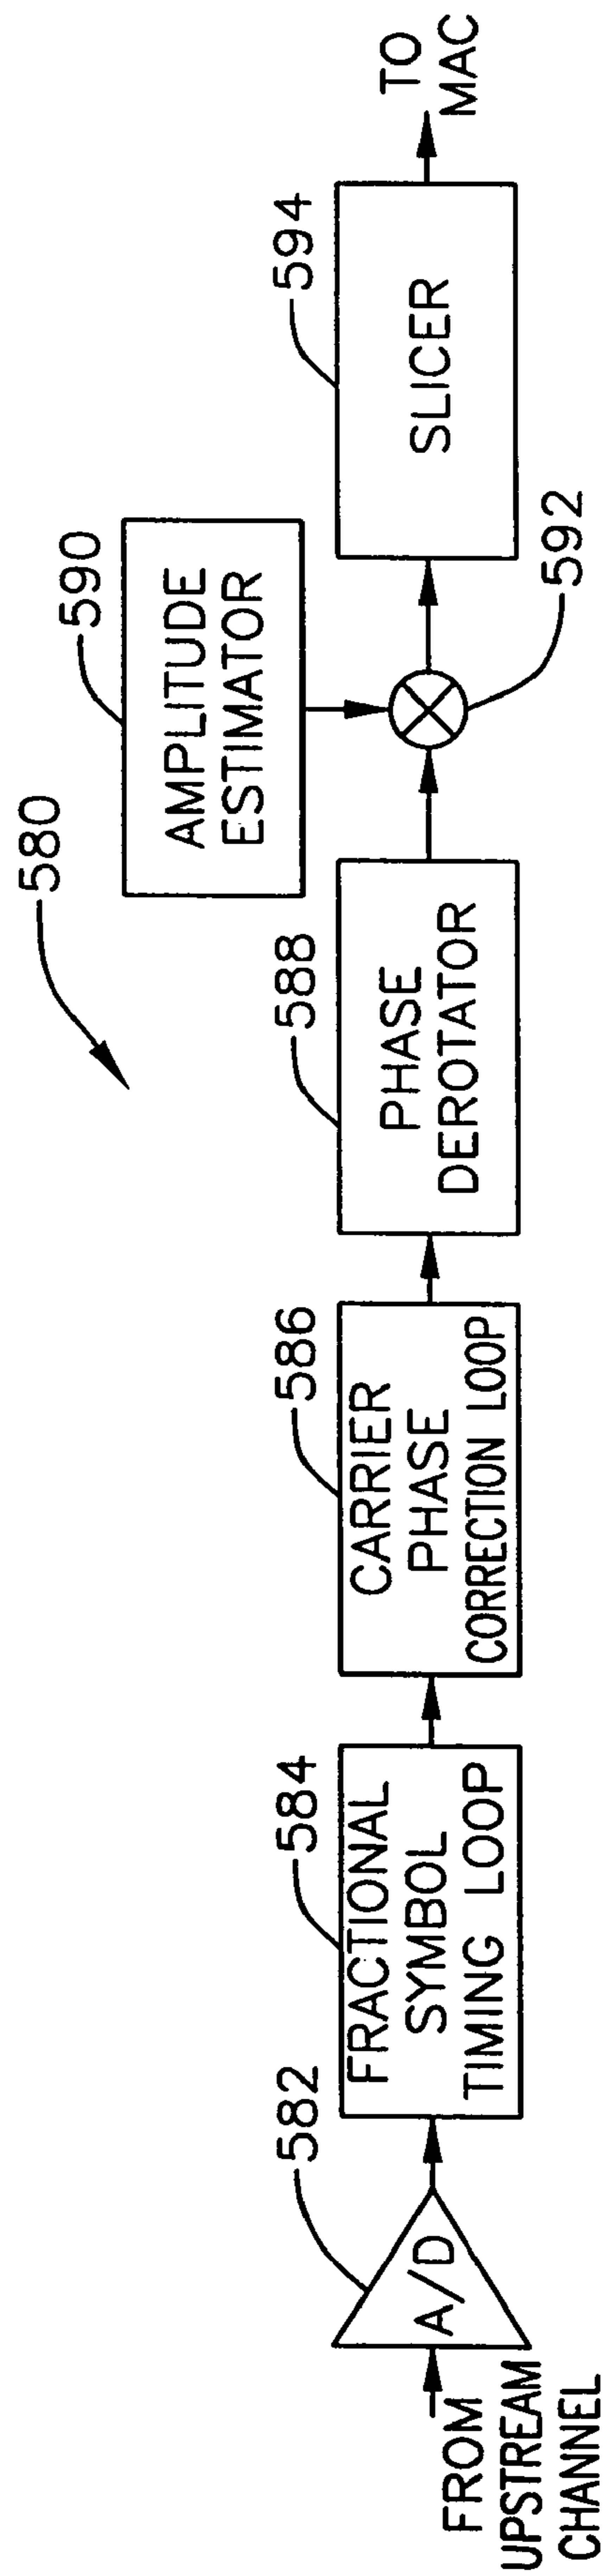 580
FROM
UPSTREAM
CHANNEL
A/D
582
FRACTIONAL
SYMBOL
TIMING LOOP
584
CARRIER
PHASE
CORRECTION LOOP
586
PHASE
DEROTATOR
588
AMPLITUDE
ESTIMATOR
590
592
SLICER
594
TO
MAC